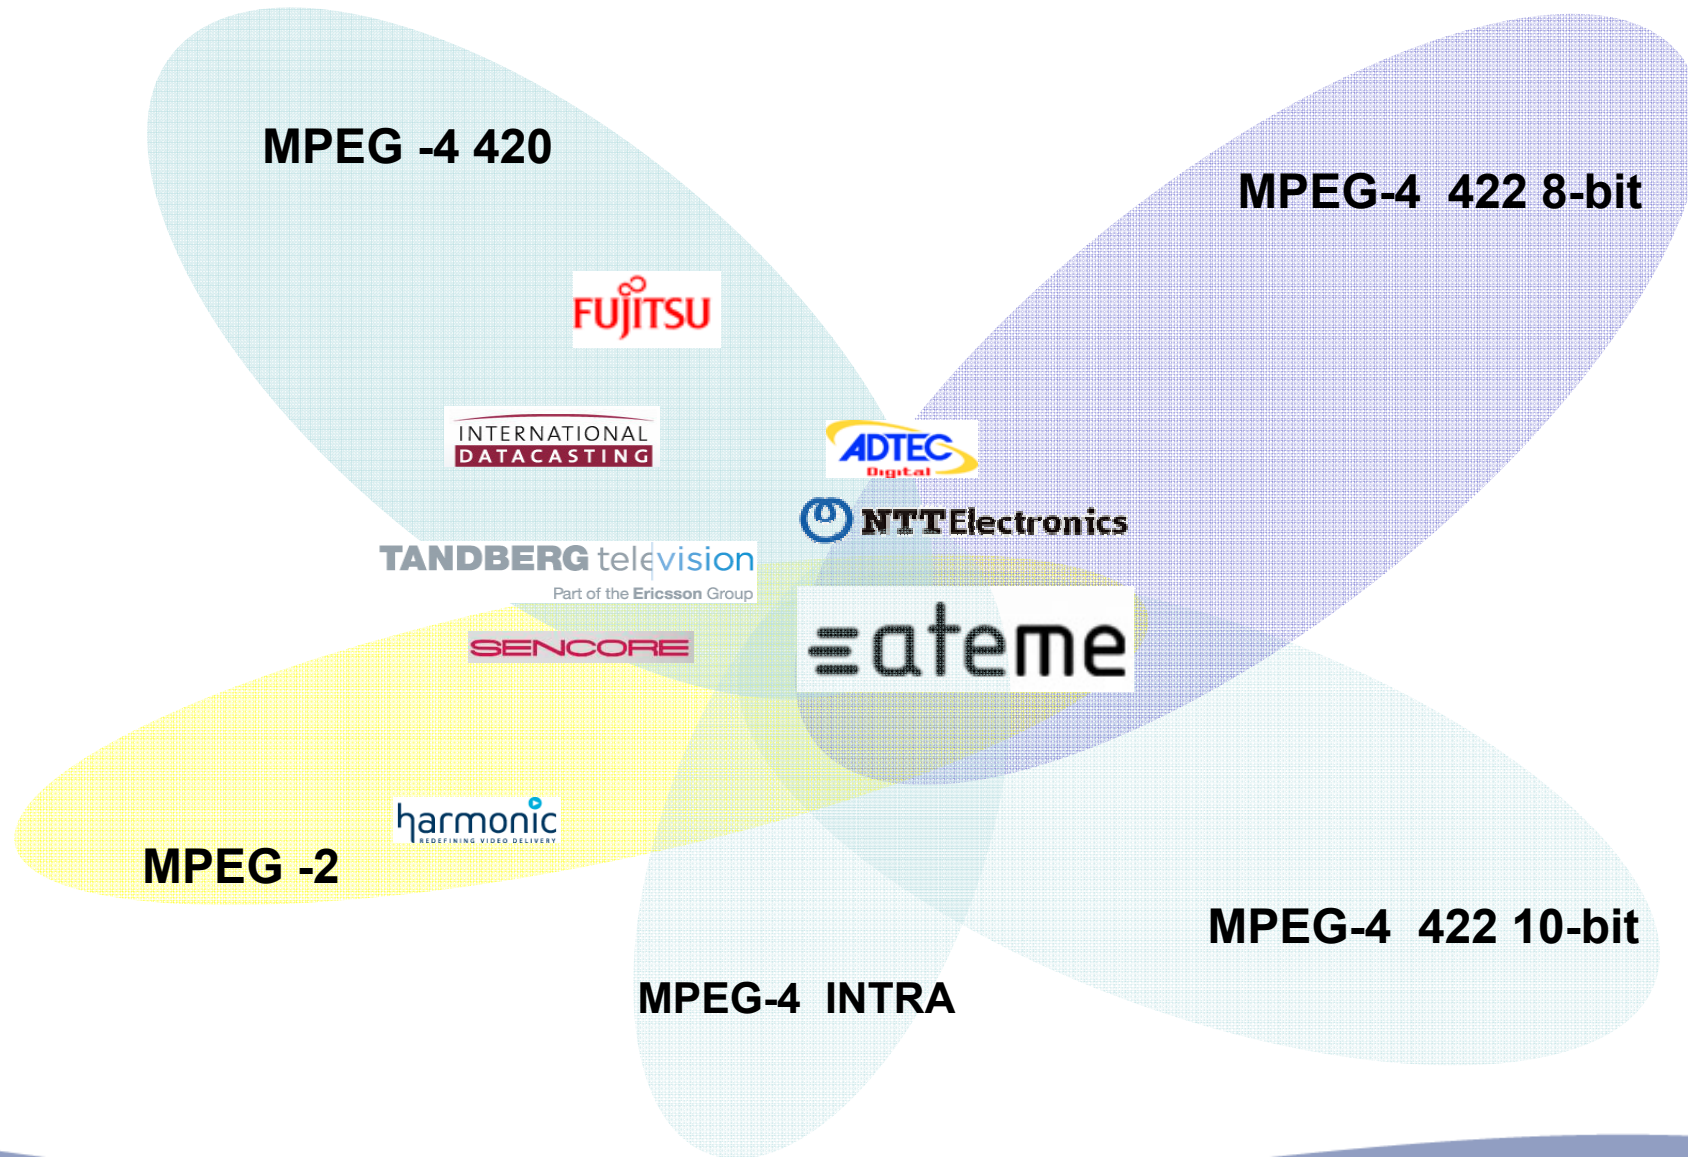 MPEG -4 420
MPEG-4 422 8-bit
FUJITSU
INTERNATIONAL
DATACASTING
ADTEC
Digital
NTT Electronics
TANDBERG television
Part of the Ericsson Group
ateme
SENCORE
harmonic
REDEFINING VIDEO DELIVERY
MPEG -2
MPEG-4 422 10-bit
MPEG-4 INTRA